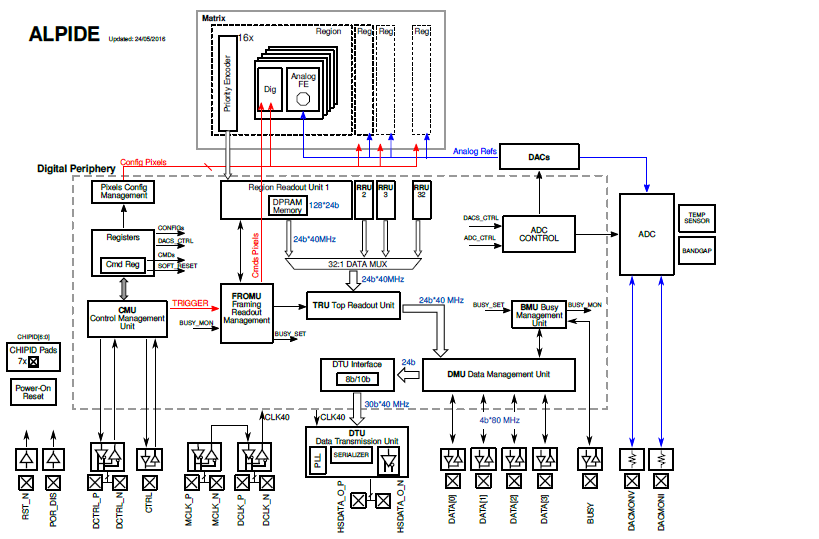 ALPIDE Updated: 24/05/2016
Matrix
16x
Region
Reg
Reg
Reg
Priority Encoder
Dig
Analog
FE
Config Pixels
Analog Refs
DACs
Digital Periphery
Pixels Config
Management
Region Readout Unit 1
DPRAM
Memory
128*24b
RRU
2
RRU
3
RRU
32
Registers
Cmd Reg
CONFIGs
DACS_CTRL
CMDs
SOFT_RESET
Cmds Pixels
24b*40MHz
32:1 DATA MUX
24b*40MHz
DACS_CTRL
ADC_CTRL
ADC
CONTROL
ADC
TEMP
SENSOR
BANDGAP
CMU
Control Management
Unit
TRIGGER
BUSY_MON
FROMU
Framing
Readout
Management
BUSY_SET
TRU Top Readout Unit
24b*40 MHz
BUSY_SET
BMU Busy
Management
Unit
BUSY_MON
CHIPID[6:0]
CHIPID Pads
7x
Power-On
Reset
DTU Interface
8b/10b
24b
DMU Data Management Unit
30b*40 MHz
4b*80 MHz
CLK40
CLK40
DTU
Data Transmission Unit
PLL
SERIALIZER
RST_N
POR_DIS
DCTRL_P
DCTRL_N
CTRL
MCLK_P
MCLK_N
DCLK_P
DCLK_N
HSDATA_O_P
HSDATA_O_N
DATA[0]
DATA[1]
DATA[2]
DATA[3]
BUSY
DACMONV
DACMONI